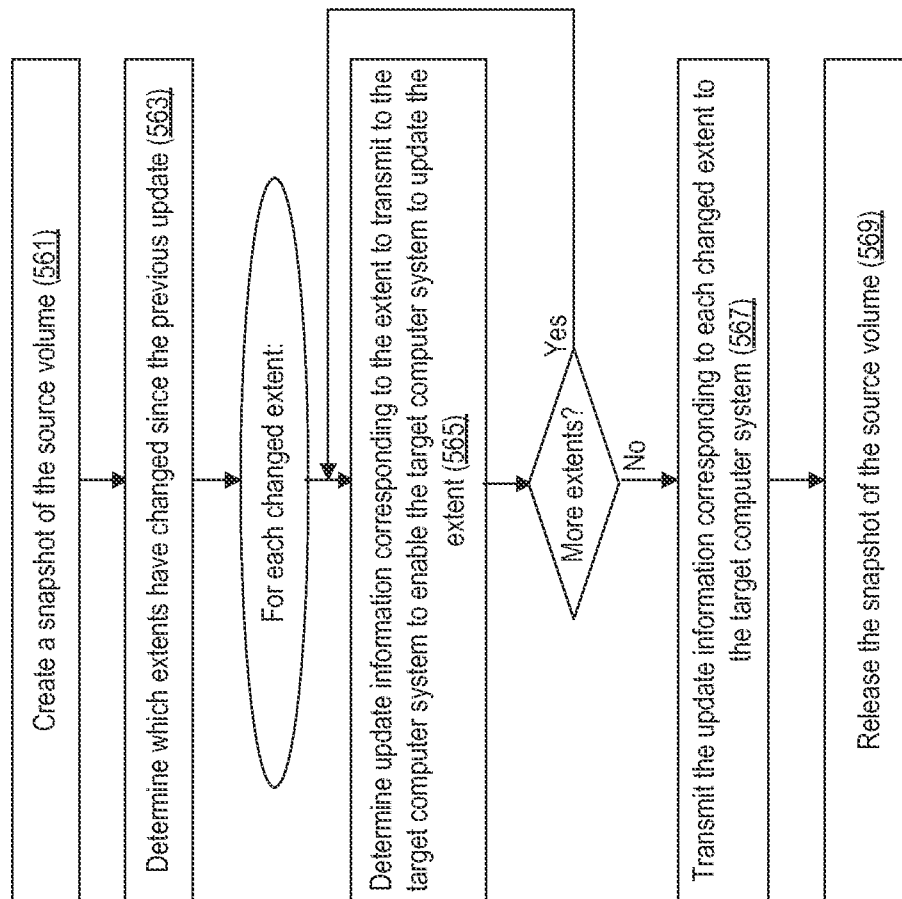 Create a snapshot of the source volume (561)
Determine which extents have changed since the previous update (563)
For each changed extent:
Determine update information corresponding to the extent to transmit to the
target computer system to enable the target computer system to update the
extent (565)
More extents?
Yes
No
Transmit the update information corresponding to each changed extent to
the target computer system (567)
Release the snapshot of the source volume (569)